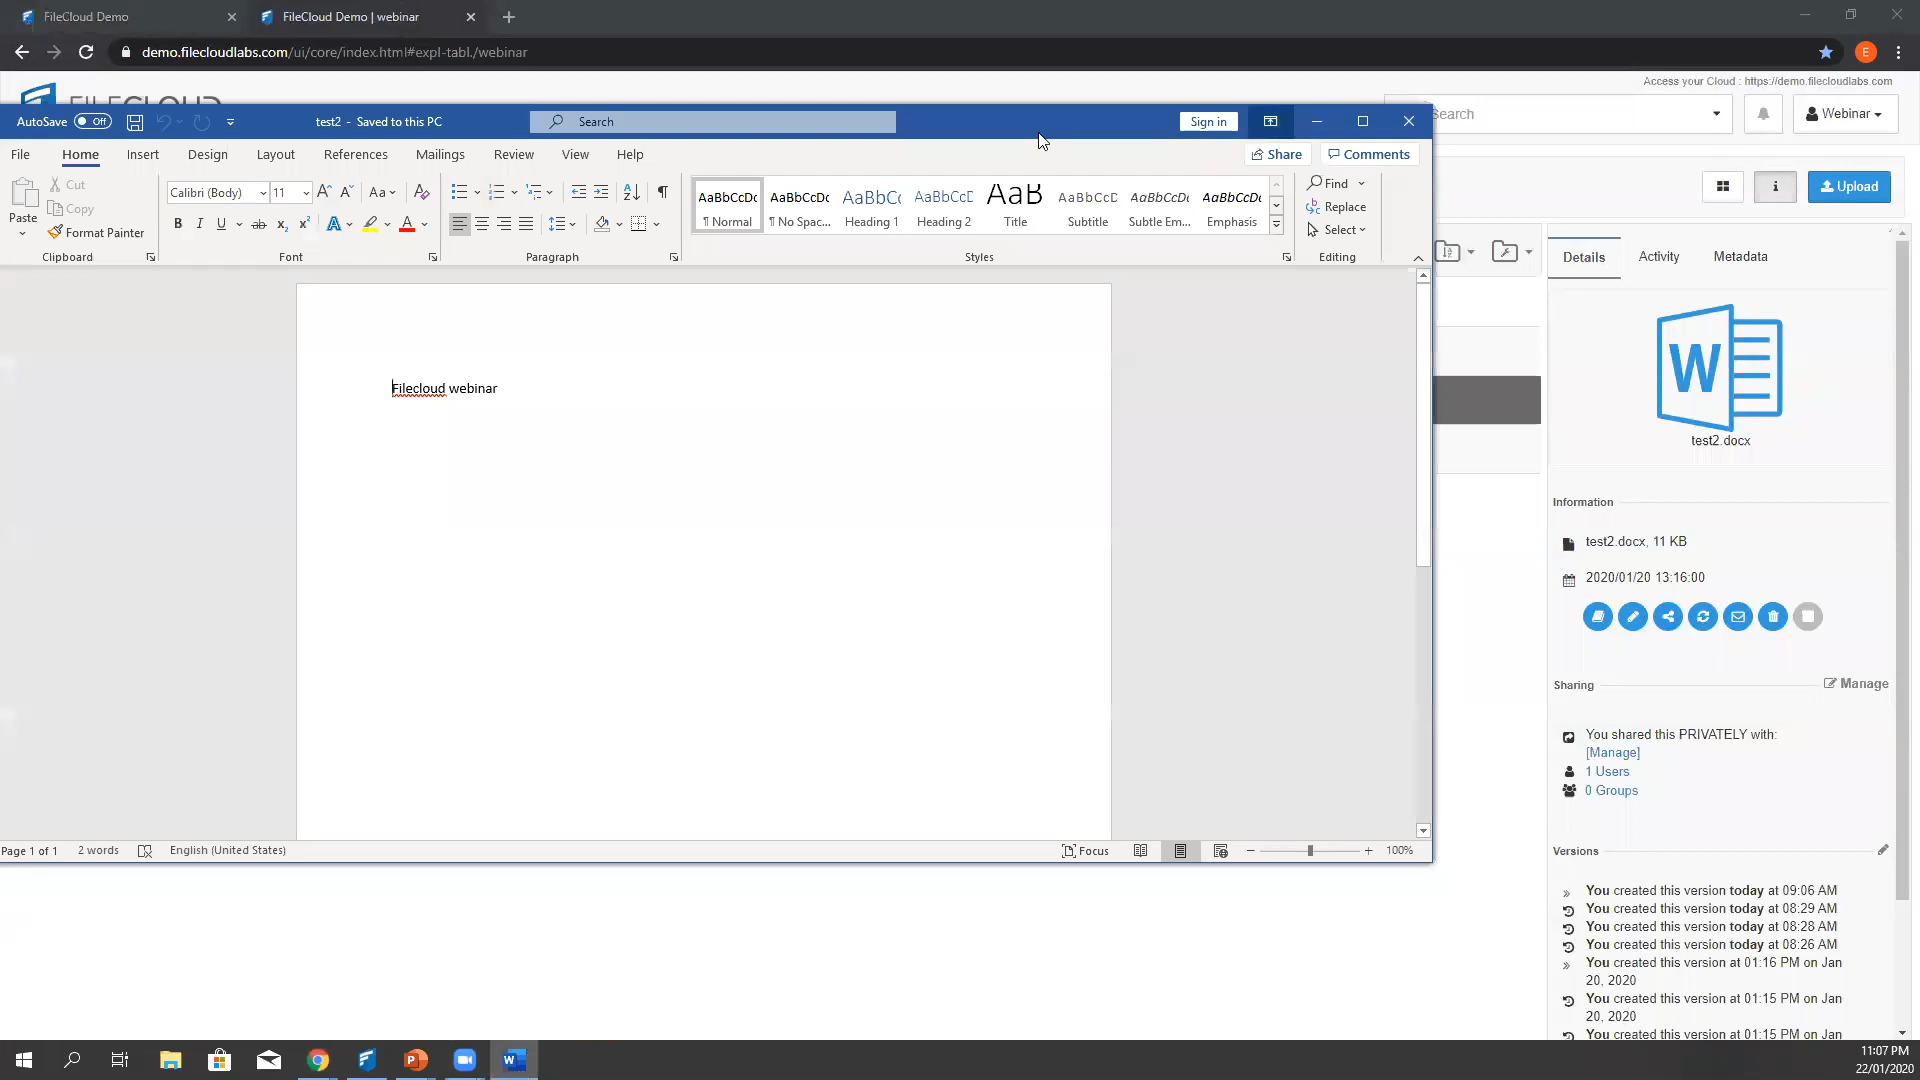 FileCloud Demo
FileCloud Demo | webinar
demo.filecloudlabs.com/ui/core/index.html#expl-tabl./webinar
E
Access your Cloud : https://demo.filecloudlabs.com
FILECLOUD
Search
Webinar
AutoSave Off
test2 - Saved to this PC
Search
Sign in
File Home Insert Design Layout References Mailings Review View Help
Share Comments
Upload
Paste
Cut
Copy
Format Painter
Calibri (Body) 11
AaBbCcDc ¶ Normal
AaBbCcDc ¶ No Spac...
AaBbCc Heading 1
AaBbCcD Heading 2
AaB Title
AaBbCcD Subtitle
AaBbCcDc Subtle Em...
AaBbCcDc Emphasis
Find
Replace
Select
Clipboard Font Paragraph Styles Editing
Details Activity Metadata
Filecloud webinar
test2.docx
Information
test2.docx, 11 KB
2020/01/20 13:16:00
Sharing Manage
You shared this PRIVATELY with:
[Manage]
1 Users
0 Groups
Page 1 of 1 2 words English (United States)
Focus 100%
Versions
You created this version today at 09:06 AM
You created this version today at 08:29 AM
You created this version today at 08:28 AM
You created this version today at 08:26 AM
You created this version at 01:16 PM on Jan
20, 2020
You created this version at 01:15 PM on Jan
20, 2020
You created this version at 01:15 PM on Jan
11:07 PM
22/01/2020